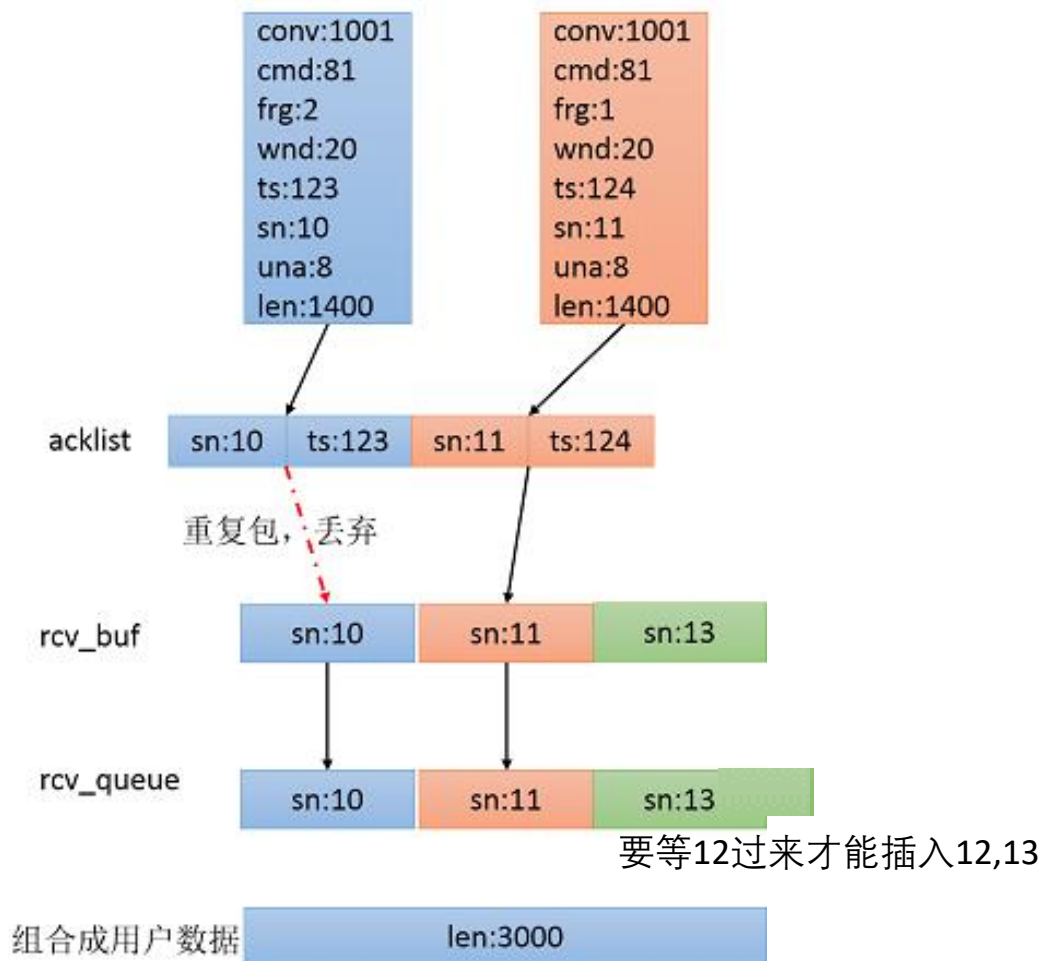 conv:1001
cmd:81
frg:2
wnd:20
ts:123
sn:10
una:8
len:1400
conv:1001
cmd:81
frg:1
wnd:20
ts:124
sn:11
una:8
len:1400
acklist sn:10 ts:123 sn:11 ts:124
重复包，丢弃
rcv_buf sn:10 sn:11 sn:13
rcv_queue sn:10 sn:11 sn:13
要等12过来才能插入12,13
组合成用户数据 len:3000